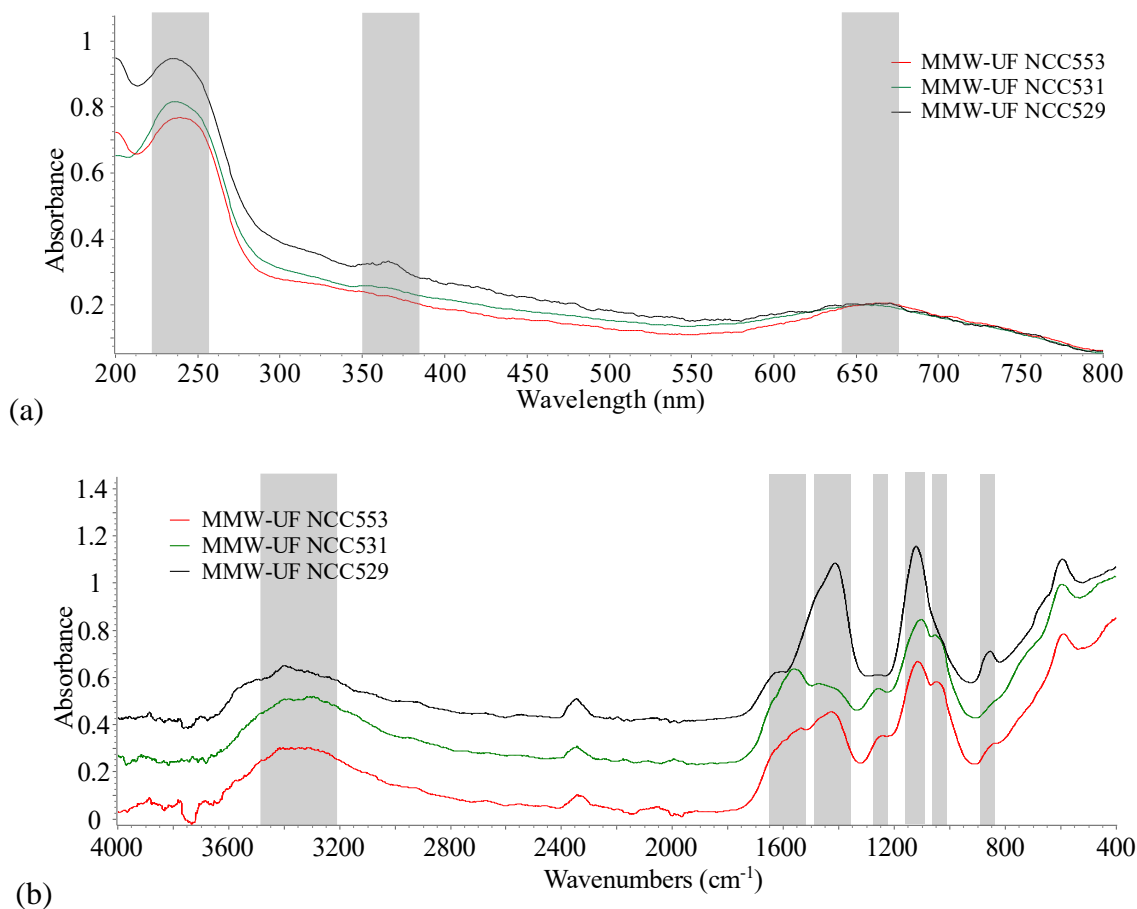 1
0.8
0.6
0.4
0.2
Absorbance
MMW-UF NCC553
MMW-UF NCC531
MMW-UF NCC529
200 250 300 350 400 450 500 550 600 650 700 750 800
Wavelength (nm)
(a)
1.4
1.2
1
0.8
0.6
0.4
0.2
0
Absorbance
MMW-UF NCC553
MMW-UF NCC531
MMW-UF NCC529
4000 3600 3200 2800 2400 2000 1600 1200 800 400
Wavenumbers (cm⁻¹)
(b)